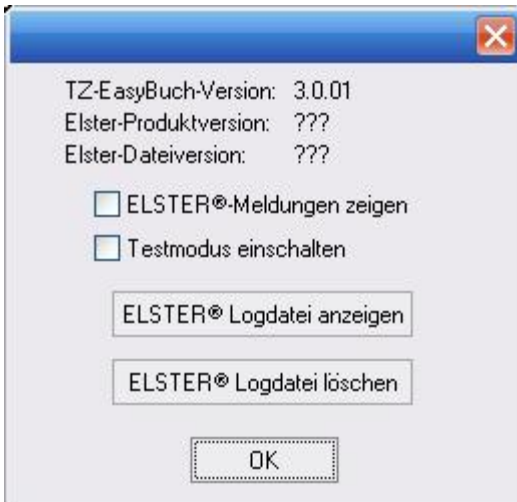 TZ-EasyBuch-Version: 3.0.01
Elster-Produktversion: ???
Elster-Dateiversion: ???
ELSTER®-Meldungen zeigen
Testmodus einschalten
ELSTER® Logdatei anzeigen
ELSTER® Logdatei löschen
OK